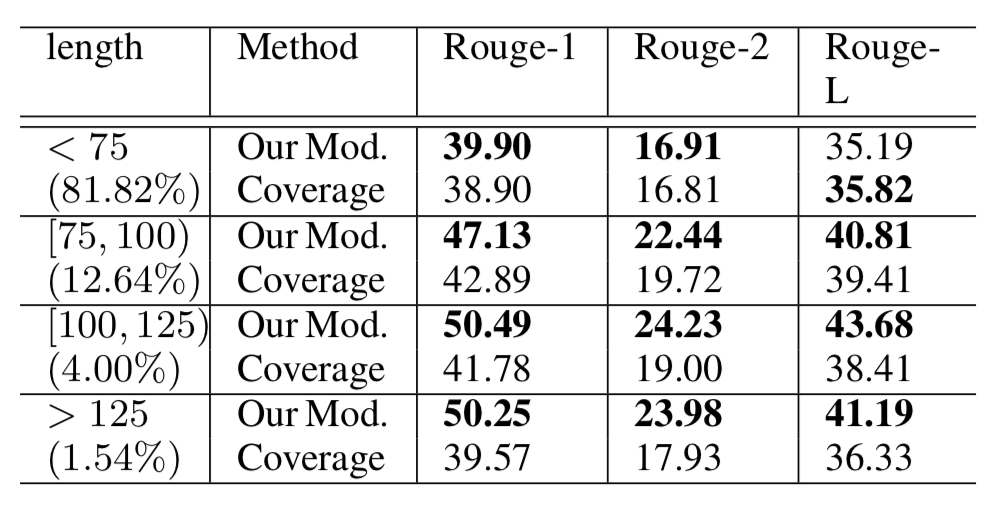 length Method Rouge-1 Rouge-2 Rouge-
L
< 75 Our Mod. 39.90 16.91 35.19
(81.82%) Coverage 38.90 16.81 35.82
[75, 100) Our Mod. 47.13 22.44 40.81
(12.64%) Coverage 42.89 19.72 39.41
[100, 125) Our Mod. 50.49 24.23 43.68
(4.00%) Coverage 41.78 19.00 38.41
> 125 Our Mod. 50.25 23.98 41.19
(1.54%) Coverage 39.57 17.93 36.33